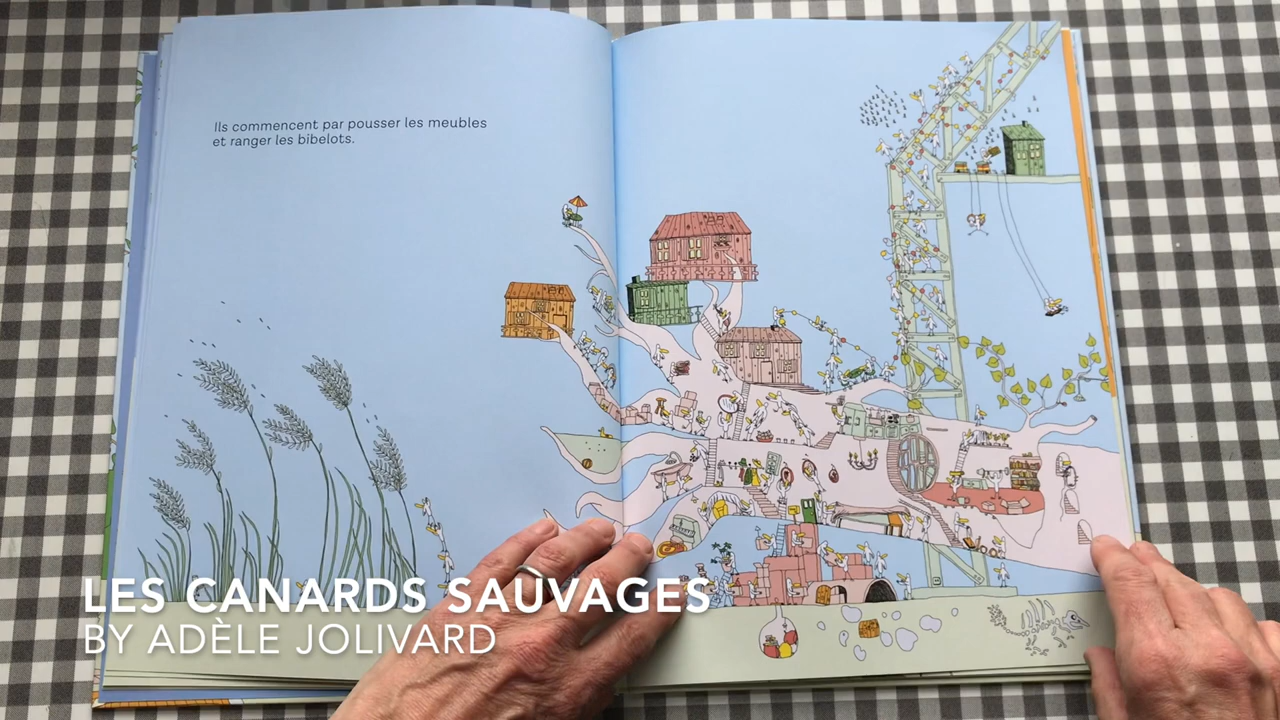 Ils commencent par pousser les meubles
et ranger les bibelots.
LES CANARDS SAUVAGES
BY ADÈLE JOLIVARD